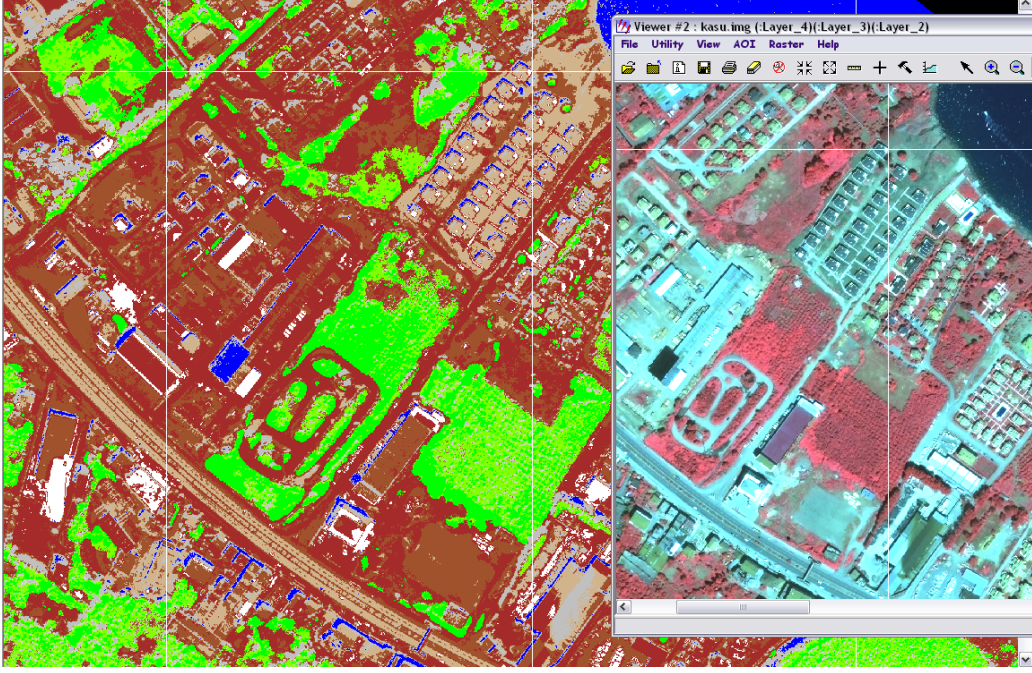 Viewer #2 : kasu.img (:Layer_4)(:Layer_3)(:Layer_2)
File Utility View AOI Raster Help